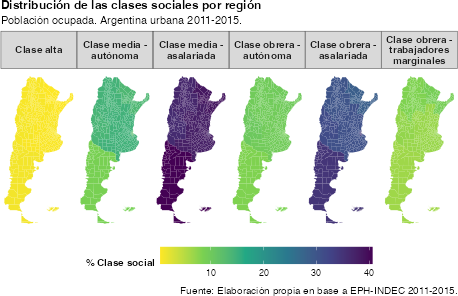 Distribución de las clases sociales por región
Población ocupada. Argentina urbana 2011-2015.
Clase alta
Clase media -
autónoma
Clase media -
asalariada
Clase obrera -
autónoma
Clase obrera -
asalariada
Clase obrera -
trabajadores
marginales
% Clase social
10 20 30 40
Fuente: Elaboración propia en base a EPH-INDEC 2011-2015.